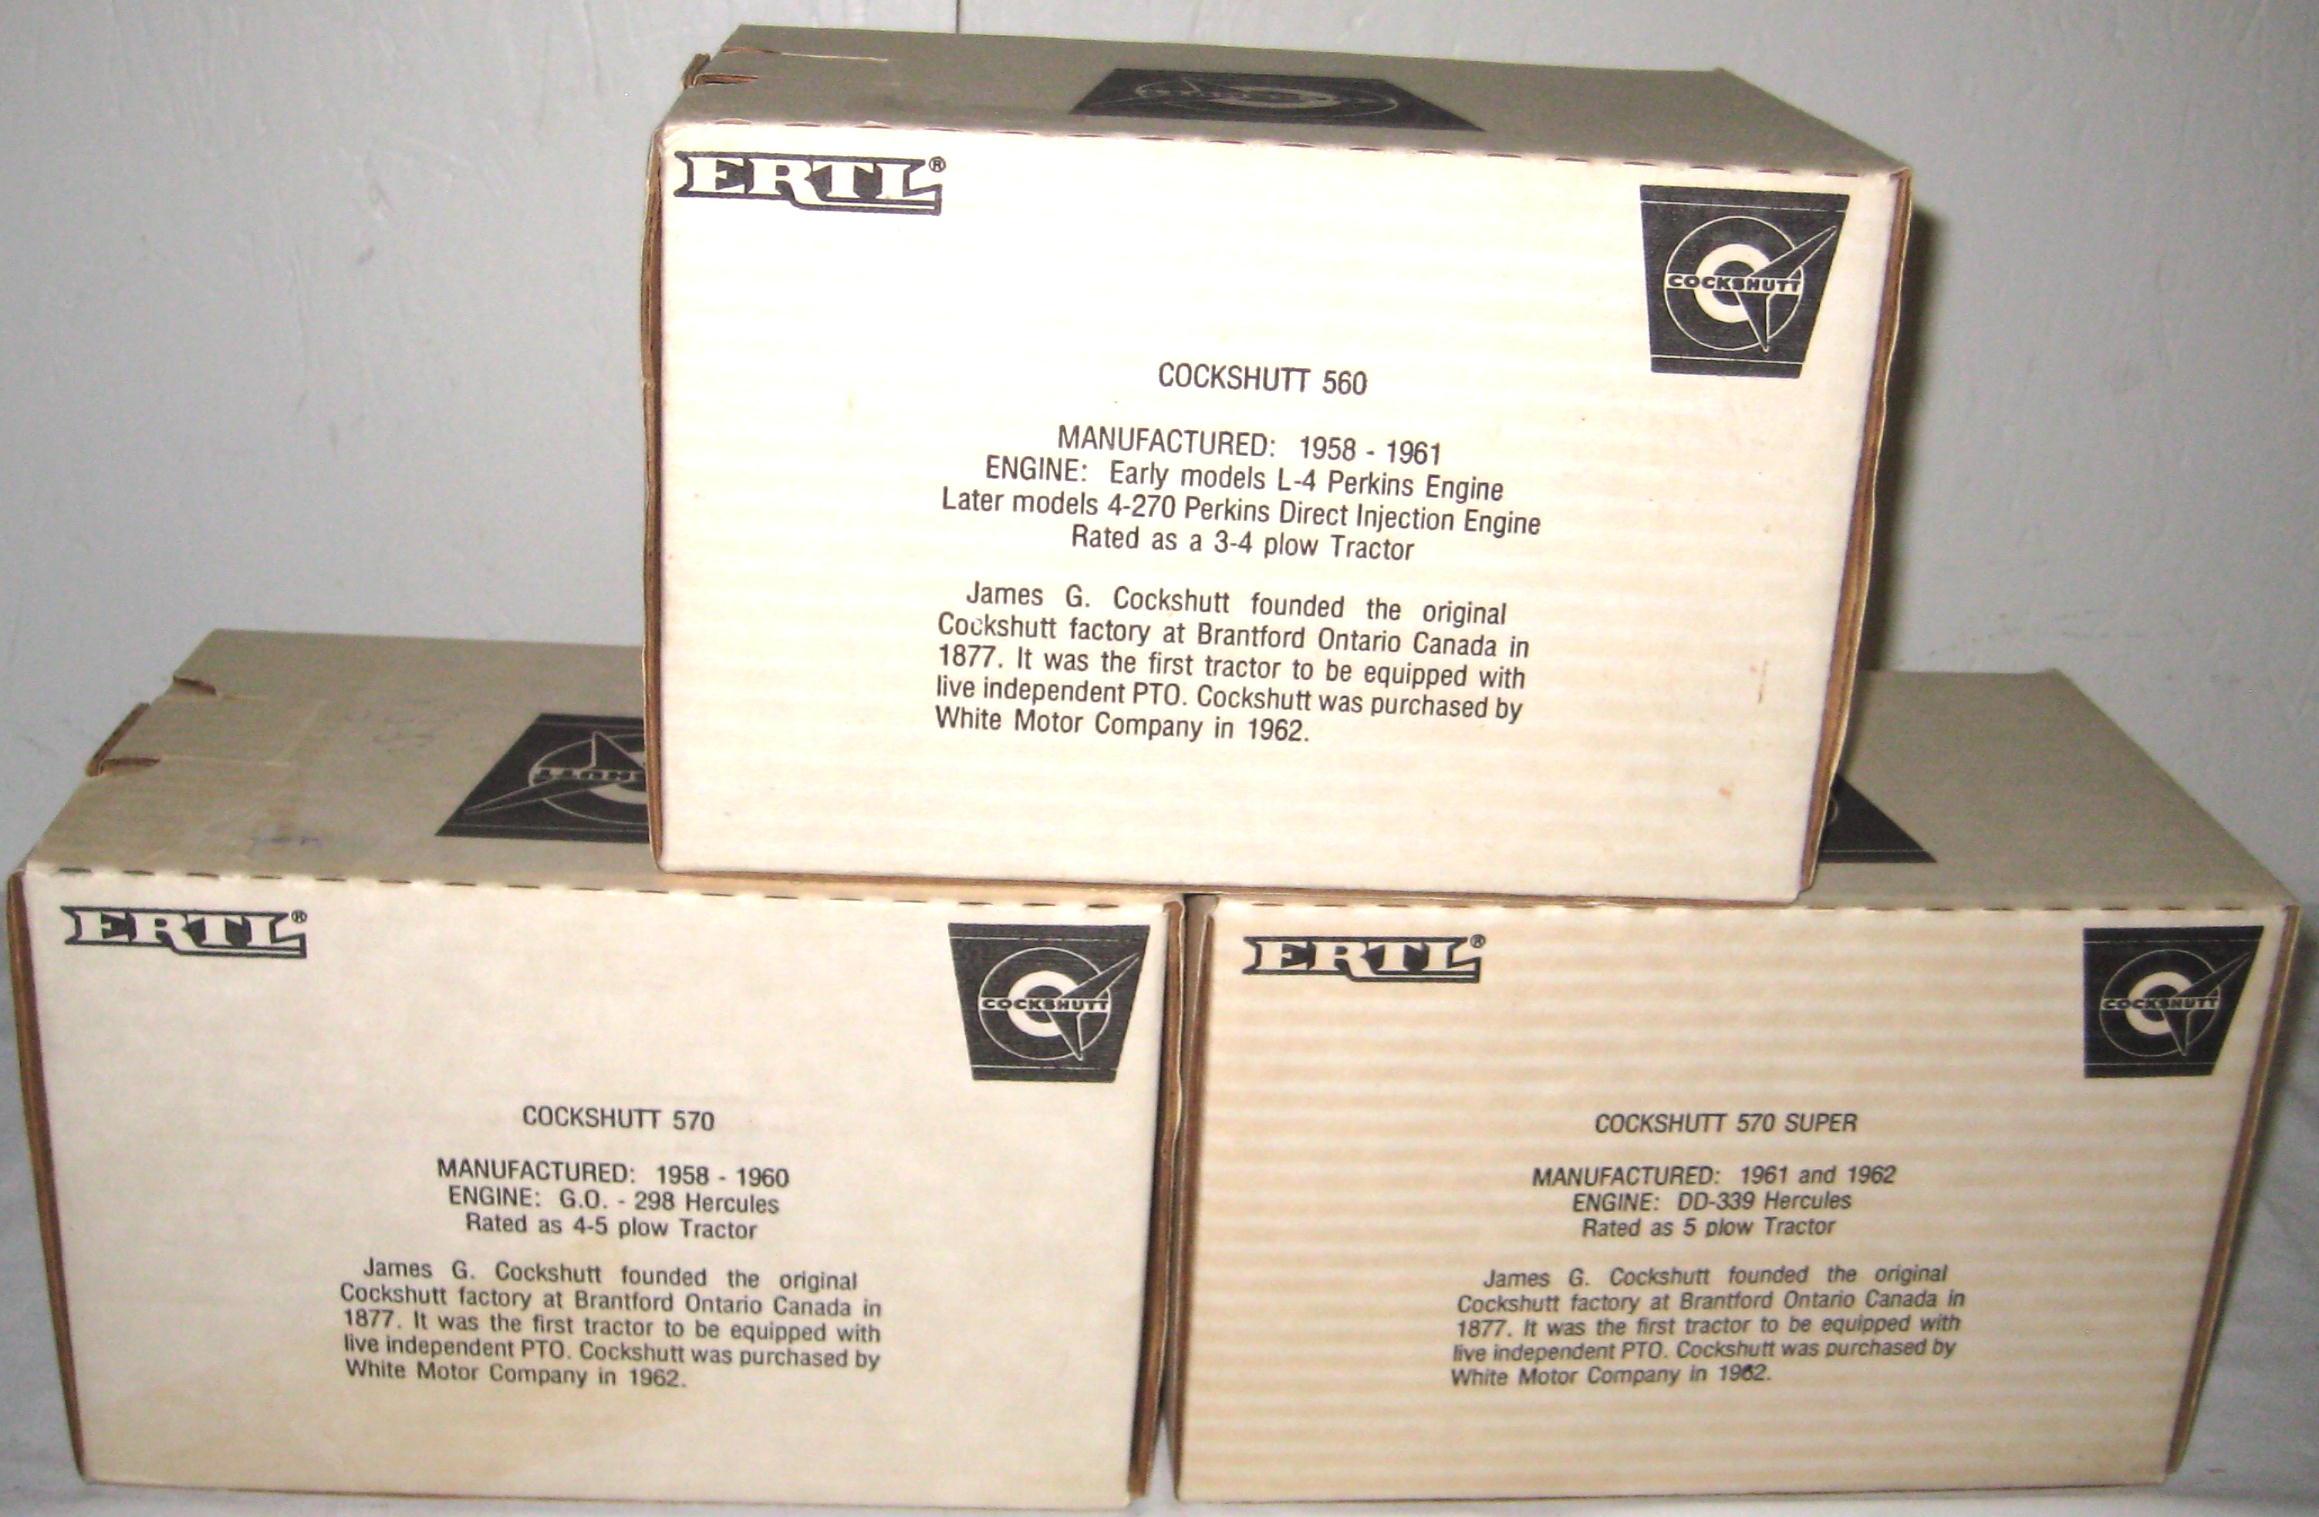 ERTL®
COCKSHUTT
COCKSHUTT 560
MANUFACTURED: 1958 - 1961
ENGINE: Early models L-4 Perkins Engine
Later models 4-270 Perkins Direct Injection Engine
Rated as a 3-4 plow Tractor
James G. Cockshutt founded the original
Cockshutt factory at Brantford Ontario Canada in
1877. It was the first tractor to be equipped with
live independent PTO. Cockshutt was purchased by
White Motor Company in 1962.
ERTL®
COCKSHUTT
COCKSHUTT 570
MANUFACTURED: 1958 - 1960
ENGINE: G.O. - 298 Hercules
Rated as 4-5 plow Tractor
James G. Cockshutt founded the original
Cockshutt factory at Brantford Ontario Canada in
1877. It was the first tractor to be equipped with
live independent PTO. Cockshutt was purchased by
White Motor Company in 1962.
ERTL®
COCKSHUTT
COCKSHUTT 570 SUPER
MANUFACTURED: 1961 and 1962
ENGINE: DD-339 Hercules
Rated as 5 plow Tractor
James G. Cockshutt founded the original
Cockshutt factory at Brantford Ontario Canada in
1877. It was the first tractor to be equipped with
live independent PTO. Cockshutt was purchased by
White Motor Company in 1962.